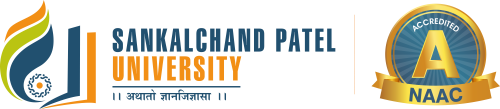 SANKALCHAND PATEL
UNIVERSITY
।। अथातो ज्ञानजिज्ञासा ।।
ACCREDITED
A
NAAC